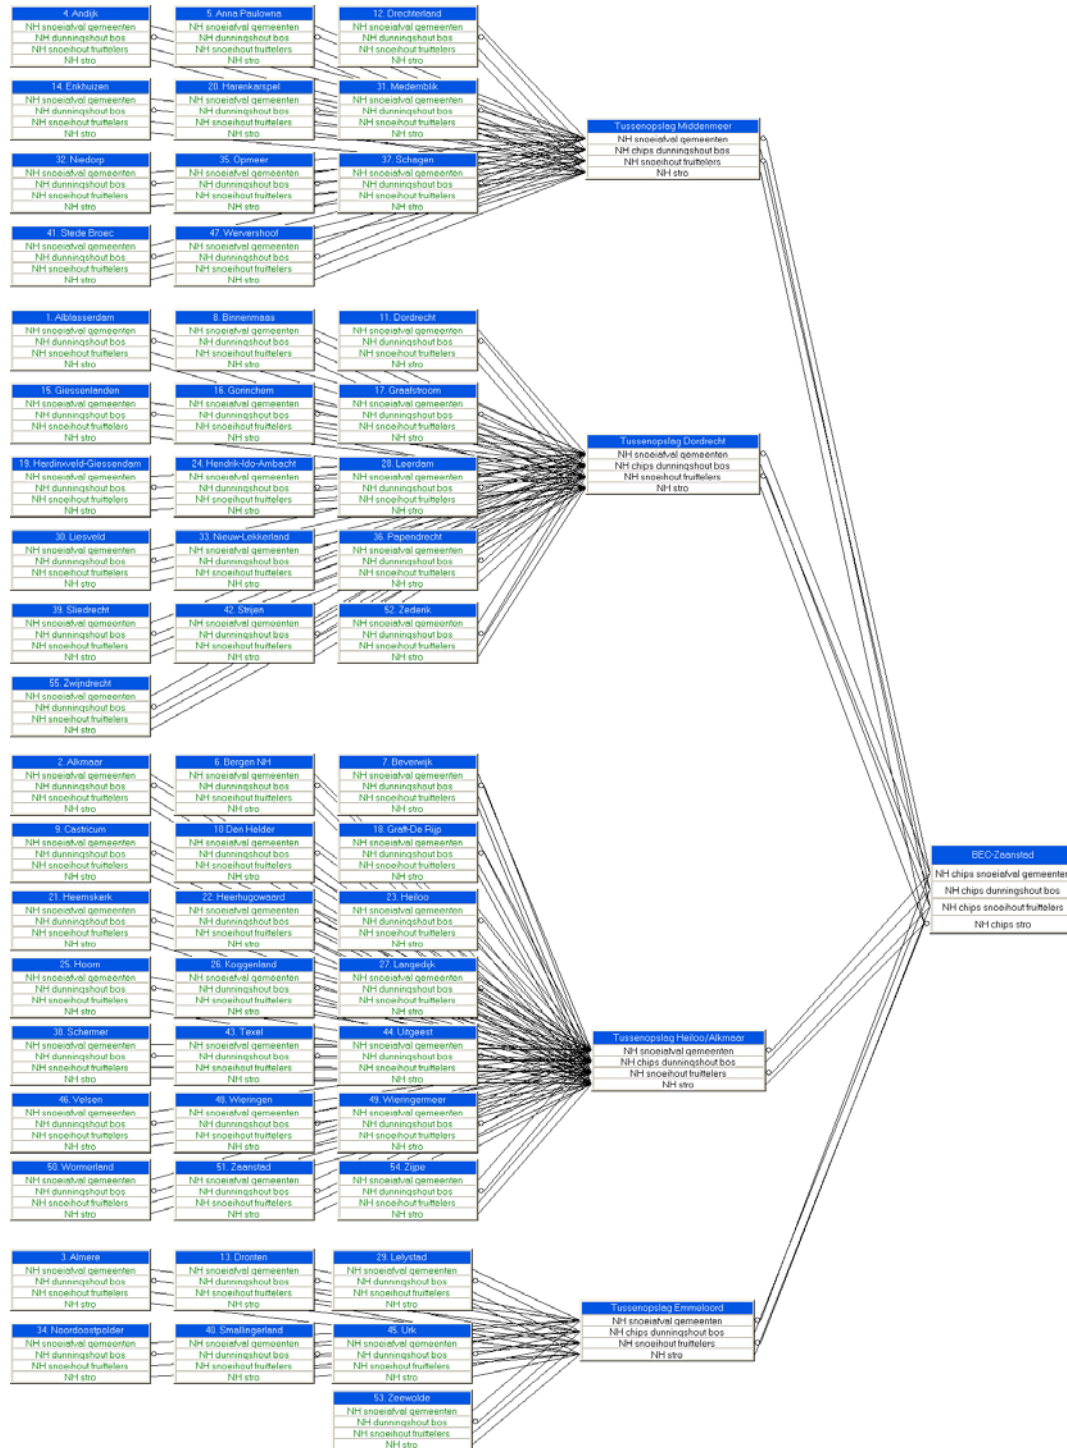 4. Andijk
NH snoeiafval gemeenten
NH dunningshout bos
NH snoeihout fruittelers
NH stro
5. Anna Paulowna
NH snoeiafval gemeenten
NH dunningshout bos
NH snoeihout fruittelers
NH stro
12. Drechterland
NH snoeiafval gemeenten
NH dunningshout bos
NH snoeihout fruittelers
NH stro
14. Enkhuizen
NH snoeiafval gemeenten
NH dunningshout bos
NH snoeihout fruittelers
NH stro
20. Harenkarspel
NH snoeiafval gemeenten
NH dunningshout bos
NH snoeihout fruittelers
NH stro
31. Medemblik
NH snoeiafval gemeenten
NH dunningshout bos
NH snoeihout fruittelers
NH stro
32. Niedorp
NH snoeiafval gemeenten
NH dunningshout bos
NH snoeihout fruittelers
NH stro
35. Opmeer
NH snoeiafval gemeenten
NH dunningshout bos
NH snoeihout fruittelers
NH stro
37. Schagen
NH snoeiafval gemeenten
NH dunningshout bos
NH snoeihout fruittelers
NH stro
41. Stede Broec
NH snoeiafval gemeenten
NH dunningshout bos
NH snoeihout fruittelers
NH stro
47. Wervershoof
NH snoeiafval gemeenten
NH dunningshout bos
NH snoeihout fruittelers
NH stro
Tussenopslag Middenmeer
NH snoeiafval gemeenten
NH chips dunningshout bos
NH snoeihout fruittelers
NH stro
1. Alblasserdam
NH snoeiafval gemeenten
NH dunningshout bos
NH snoeihout fruittelers
NH stro
8. Binnenmaas
NH snoeiafval gemeenten
NH dunningshout bos
NH snoeihout fruittelers
NH stro
11. Dordrecht
NH snoeiafval gemeenten
NH dunningshout bos
NH snoeihout fruittelers
NH stro
15. Giessenlanden
NH snoeiafval gemeenten
NH dunningshout bos
NH snoeihout fruittelers
NH stro
16. Gorinchem
NH snoeiafval gemeenten
NH dunningshout bos
NH snoeihout fruittelers
NH stro
17. Graafstroom
NH snoeiafval gemeenten
NH dunningshout bos
NH snoeihout fruittelers
NH stro
19. Hardinxveld-Giessendam
NH snoeiafval gemeenten
NH dunningshout bos
NH snoeihout fruittelers
NH stro
24. Hendrik-Ido-Ambacht
NH snoeiafval gemeenten
NH dunningshout bos
NH snoeihout fruittelers
NH stro
28. Leerdam
NH snoeiafval gemeenten
NH dunningshout bos
NH snoeihout fruittelers
NH stro
30. Liesveld
NH snoeiafval gemeenten
NH dunningshout bos
NH snoeihout fruittelers
NH stro
33. Nieuw-Lekkerland
NH snoeiafval gemeenten
NH dunningshout bos
NH snoeihout fruittelers
NH stro
36. Papendrecht
NH snoeiafval gemeenten
NH dunningshout bos
NH snoeihout fruittelers
NH stro
39. Sliedrecht
NH snoeiafval gemeenten
NH dunningshout bos
NH snoeihout fruittelers
NH stro
42. Strijen
NH snoeiafval gemeenten
NH dunningshout bos
NH snoeihout fruittelers
NH stro
52. Zederik
NH snoeiafval gemeenten
NH dunningshout bos
NH snoeihout fruittelers
NH stro
55. Zwijndrecht
NH snoeiafval gemeenten
NH dunningshout bos
NH snoeihout fruittelers
NH stro
Tussenopslag Dordrecht
NH snoeiafval gemeenten
NH chips dunningshout bos
NH snoeihout fruittelers
NH stro
2. Alkmaar
NH snoeiafval gemeenten
NH dunningshout bos
NH snoeihout fruittelers
NH stro
6. Bergen NH
NH snoeiafval gemeenten
NH dunningshout bos
NH snoeihout fruittelers
NH stro
7. Beverwijk
NH snoeiafval gemeenten
NH dunningshout bos
NH snoeihout fruittelers
NH stro
9. Castricum
NH snoeiafval gemeenten
NH dunningshout bos
NH snoeihout fruittelers
NH stro
10 Den Helder
NH snoeiafval gemeenten
NH dunningshout bos
NH snoeihout fruittelers
NH stro
18. Graft-De Rijp
NH snoeiafval gemeenten
NH dunningshout bos
NH snoeihout fruittelers
NH stro
21. Heemskerk
NH snoeiafval gemeenten
NH dunningshout bos
NH snoeihout fruittelers
NH stro
22. Heerhugowaard
NH snoeiafval gemeenten
NH dunningshout bos
NH snoeihout fruittelers
NH stro
23. Heiloo
NH snoeiafval gemeenten
NH dunningshout bos
NH snoeihout fruittelers
NH stro
25. Hoorn
NH snoeiafval gemeenten
NH dunningshout bos
NH snoeihout fruittelers
NH stro
26. Koggenland
NH snoeiafval gemeenten
NH dunningshout bos
NH snoeihout fruittelers
NH stro
27. Langedijk
NH snoeiafval gemeenten
NH dunningshout bos
NH snoeihout fruittelers
NH stro
38. Schermer
NH snoeiafval gemeenten
NH dunningshout bos
NH snoeihout fruittelers
NH stro
43. Texel
NH snoeiafval gemeenten
NH dunningshout bos
NH snoeihout fruittelers
NH stro
44. Uitgeest
NH snoeiafval gemeenten
NH dunningshout bos
NH snoeihout fruittelers
NH stro
46. Velsen
NH snoeiafval gemeenten
NH dunningshout bos
NH snoeihout fruittelers
NH stro
48. Wieringen
NH snoeiafval gemeenten
NH dunningshout bos
NH snoeihout fruittelers
NH stro
49. Wieringermeer
NH snoeiafval gemeenten
NH dunningshout bos
NH snoeihout fruittelers
NH stro
50. Wormerland
NH snoeiafval gemeenten
NH dunningshout bos
NH snoeihout fruittelers
NH stro
51. Zaanstad
NH snoeiafval gemeenten
NH dunningshout bos
NH snoeihout fruittelers
NH stro
54. Zijpe
NH snoeiafval gemeenten
NH dunningshout bos
NH snoeihout fruittelers
NH stro
Tussenopslag Heiloo/Alkmaar
NH snoeiafval gemeenten
NH chips dunningshout bos
NH snoeihout fruittelers
NH stro
BEC-Zaanstad
NH chips snoeiafval gemeenten
NH chips dunningshout bos
NH chips snoeihout fruittelers
NH chips stro
3. Almere
NH snoeiafval gemeenten
NH dunningshout bos
NH snoeihout fruittelers
NH stro
13. Dronten
NH snoeiafval gemeenten
NH dunningshout bos
NH snoeihout fruittelers
NH stro
29. Lelystad
NH snoeiafval gemeenten
NH dunningshout bos
NH snoeihout fruittelers
NH stro
34. Noordoostpolder
NH snoeiafval gemeenten
NH dunningshout bos
NH snoeihout fruittelers
NH stro
40. Smallingerland
NH snoeiafval gemeenten
NH dunningshout bos
NH snoeihout fruittelers
NH stro
45. Urk
NH snoeiafval gemeenten
NH dunningshout bos
NH snoeihout fruittelers
NH stro
53. Zeewolde
NH snoeiafval gemeenten
NH dunningshout bos
NH snoeihout fruittelers
NH stro
Tussenopslag Emmeloord
NH snoeiafval gemeenten
NH chips dunningshout bos
NH snoeihout fruittelers
NH stro